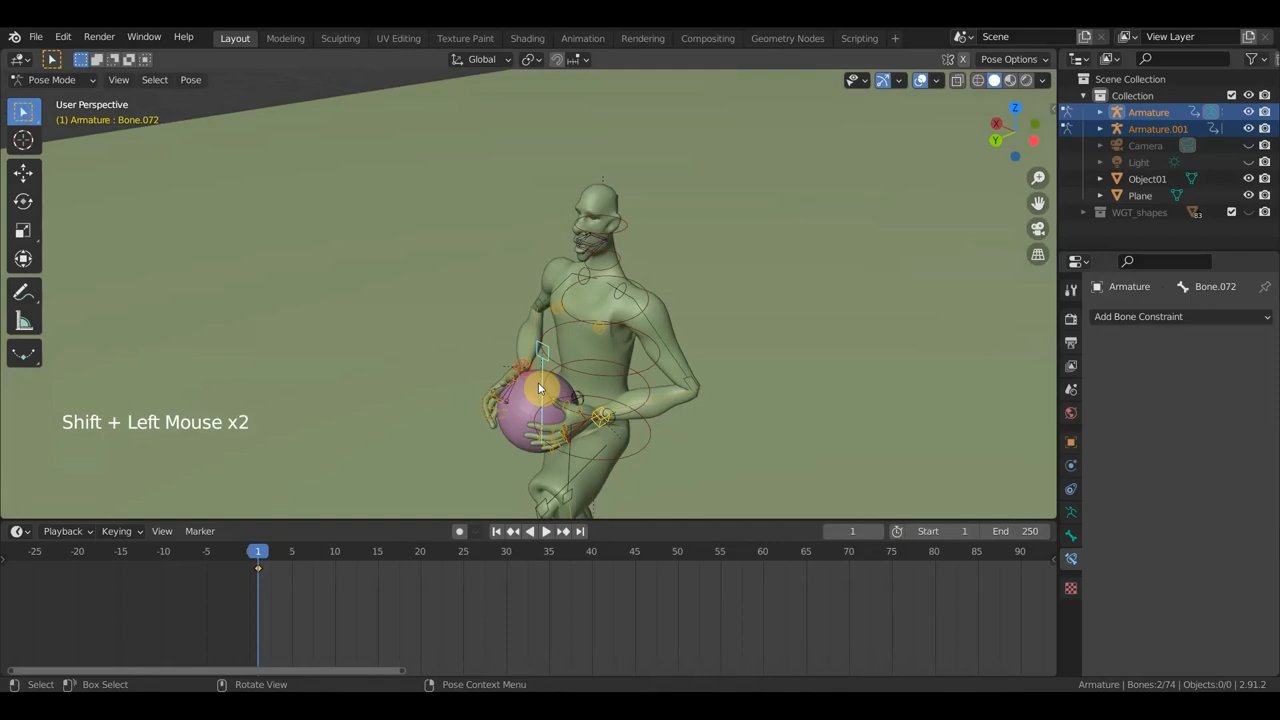 File Edit Render Window Help Layout Modeling Sculpting UV Editing Texture Paint Shading Animation Rendering Compositing Geometry Nodes Scripting + Scene View Layer
Global Pose Options
Pose Mode View Select Pose
User Perspective
(1) Armature : Bone.072
Z
X
Y
Scene Collection
Collection
Armature
Armature.001
Camera
Light
Object01
Plane
WGT_shapes 83
Armature Bone.072
Add Bone Constraint
Shift + Left Mouse x2
Playback Keying View Marker 1 Start 1 End 250
-25 -20 -15 -10 -5 1 5 10 15 20 25 30 35 40 45 50 55 60 65 70 75 80 85 90
Select Box Select Rotate View Pose Context Menu Armature | Bones:2/74 | Objects:0/0 | 2.91.2